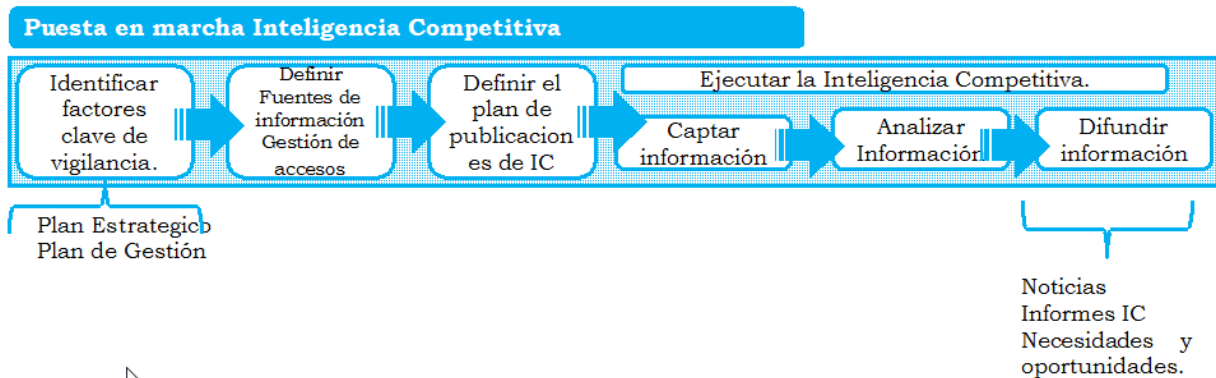 Puesta en marcha Inteligencia Competitiva
Identificar
factores
clave de
vigilancia.
Definir
Fuentes de
información
Gestión de
accesos
Definir el
plan de
publicacion
es de IC
Ejecutar la Inteligencia Competitiva.
Captar
información
Analizar
Información
Difundir
información
Plan Estrategico
Plan de Gestión
Noticias
Informes IC
Necesidades y
oportunidades.